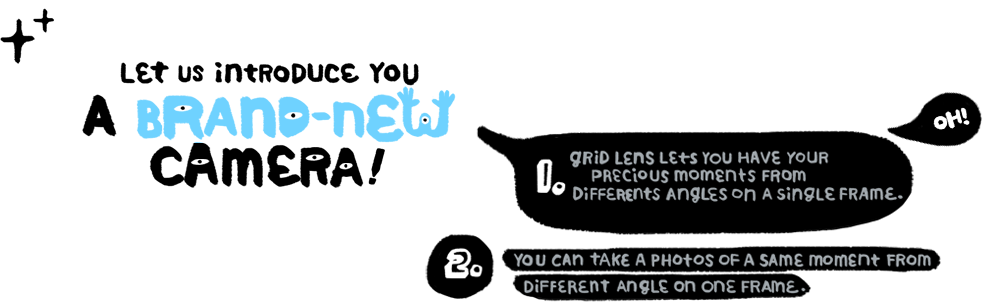 LET US INTRODUCE YOU
A BRAND-NEW
CAMERA!
OH!
1. GRID LENS LETS YOU HAVE YOUR
PRECIOUS MOMENTS FROM
DIFFERENTS ANGLES ON A SINGLE FRAME.
2. YOU CAN TAKE A PHOTOS OF A SAME MOMENT FROM
DIFFERENT ANGLE ON ONE FRAME.